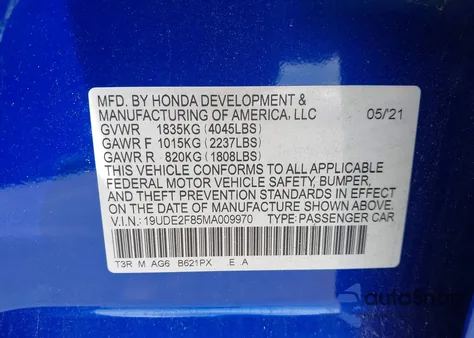 MFD. BY HONDA DEVELOPMENT &
MANUFACTURING OF AMERICA, LLC 05/21
GVWR 1835KG (4045LBS)
GAWR F 1015KG (2237LBS)
GAWR R 820KG (1808LBS)
THIS VEHICLE CONFORMS TO ALL APPLICABLE
FEDERAL MOTOR VEHICLE SAFETY, BUMPER,
AND THEFT PREVENTION STANDARDS IN EFFECT
ON THE DATE OF MANUFACTURE SHOWN ABOVE.
V.I.N.: 19UDE2F85MA009970 TYPE: PASSENGER CAR
T3R M AG6 B621PX .E A